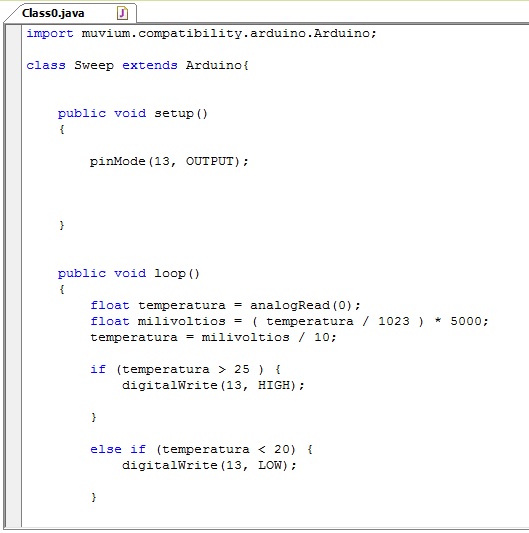 Class0.java
import muvium.compatibility.arduino.Arduino;
class Sweep extends Arduino{
public void setup()
{
pinMode(13, OUTPUT);
}
public void loop()
{
float temperatura = analogRead(0);
float milivoltios = ( temperatura / 1023 ) * 5000;
temperatura = milivoltios / 10;
if (temperatura > 25 ) {
digitalWrite(13, HIGH);
}
else if (temperatura < 20) {
digitalWrite(13, LOW);
}